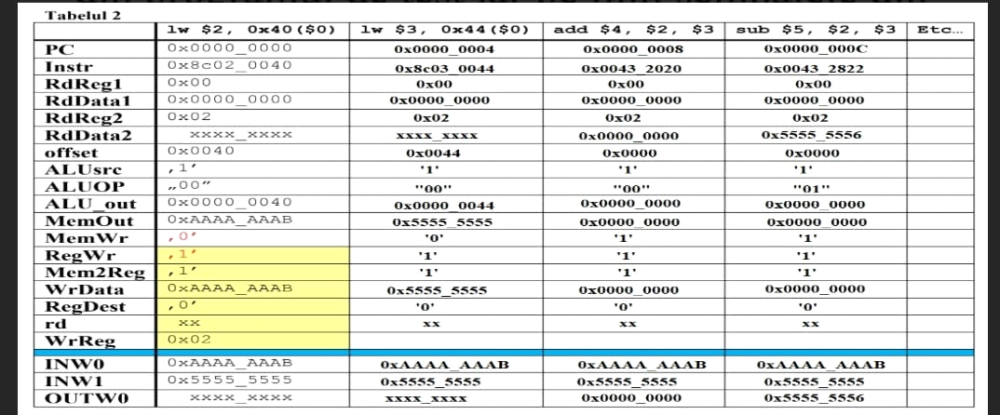 Tabelul 2
lw $2, 0x40($0) lw $3, 0x44($0) add $4, $2, $3 sub $5, $2, $3 Etc…
PC 0x0000_0000 0x0000_0004 0x0000_0008 0x0000_000C
Instr 0x8c02_0040 0x8c03_0044 0x0043_2020 0x0043_2822
RdReg1 0x00 0x00 0x00 0x00
RdData1 0x0000_0000 0x0000_0000 0x0000_0000 0x0000_0000
RdReg2 0x02 0x02 0x02 0x02
RdData2 xxxx_xxxx xxxx_xxxx 0x0000_0000 0x5555_5556
offset 0x0040 0x0044 0x0000 0x0000
ALUsrc ‚1’ '1' '1' '1'
ALUOP „00” "00" "00" "01"
ALU_out 0x0000_0040 0x0000_0044 0x0000_0000 0x0000_0000
MemOut 0xAAAA_AAAB 0x5555_5555 0x0000_0000 0x0000_0000
MemWr ‚0’ '0' '1' '1'
RegWr ‚1’ '1' '1' '1'
Mem2Reg ‚1’ '1' '1' '1'
WrData 0xAAAA_AAAB 0x5555_5555 0x0000_0000 0x0000_0000
RegDest ‚0’ '0' '0' '0'
rd xx xx xx xx
WrReg 0x02
INW0 0xAAAA_AAAB 0xAAAA_AAAB 0xAAAA_AAAB 0xAAAA_AAAB
INW1 0x5555_5555 0x5555_5555 0x5555_5555 0x5555_5555
OUTW0 xxxx_xxxx xxxx_xxxx 0x0000_0000 0x5555_5556